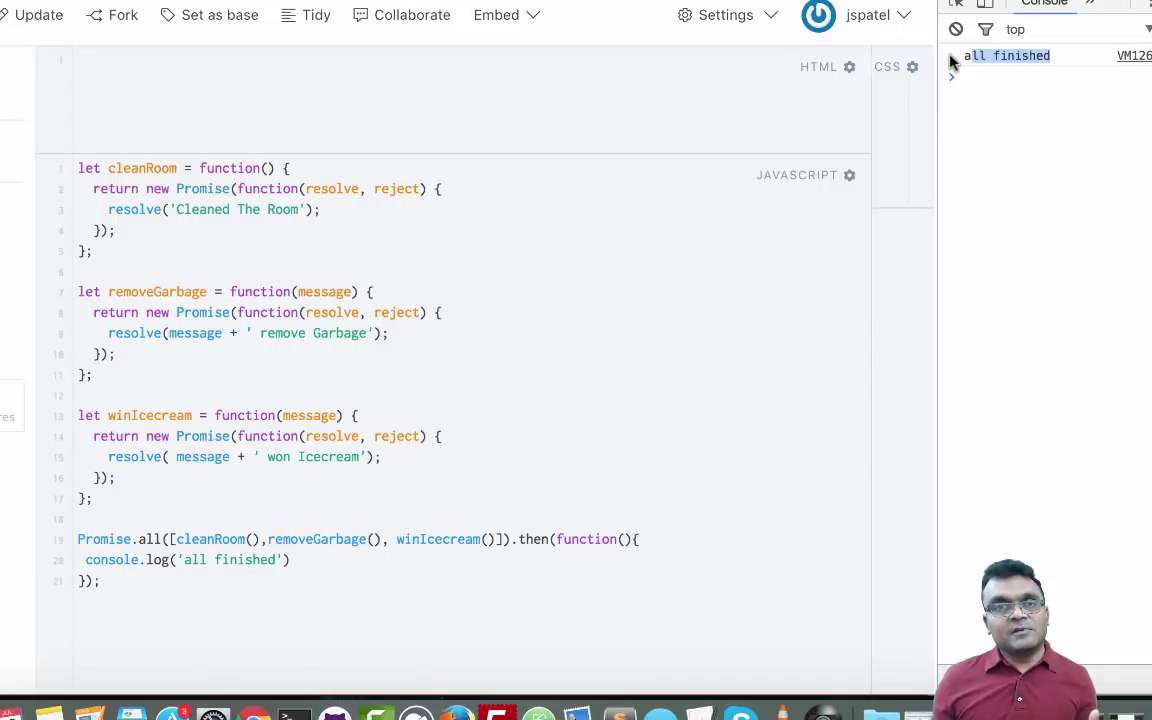 Update Fork Set as base Tidy Collaborate Embed Settings jspatel
Console »
top
all finished VM126
>
HTML CSS
1
JAVASCRIPT
1 let cleanRoom = function() {
2 return new Promise(function(resolve, reject) {
3 resolve('Cleaned The Room');
4 });
5 };
6
7 let removeGarbage = function(message) {
8 return new Promise(function(resolve, reject) {
9 resolve(message + ' remove Garbage');
10 });
11 };
12
13 let winIcecream = function(message) {
14 return new Promise(function(resolve, reject) {
15 resolve( message + ' won Icecream');
16 });
17 };
18
19 Promise.all([cleanRoom(),removeGarbage(), winIcecream()]).then(function(){
20 console.log('all finished')
21 });
res
3